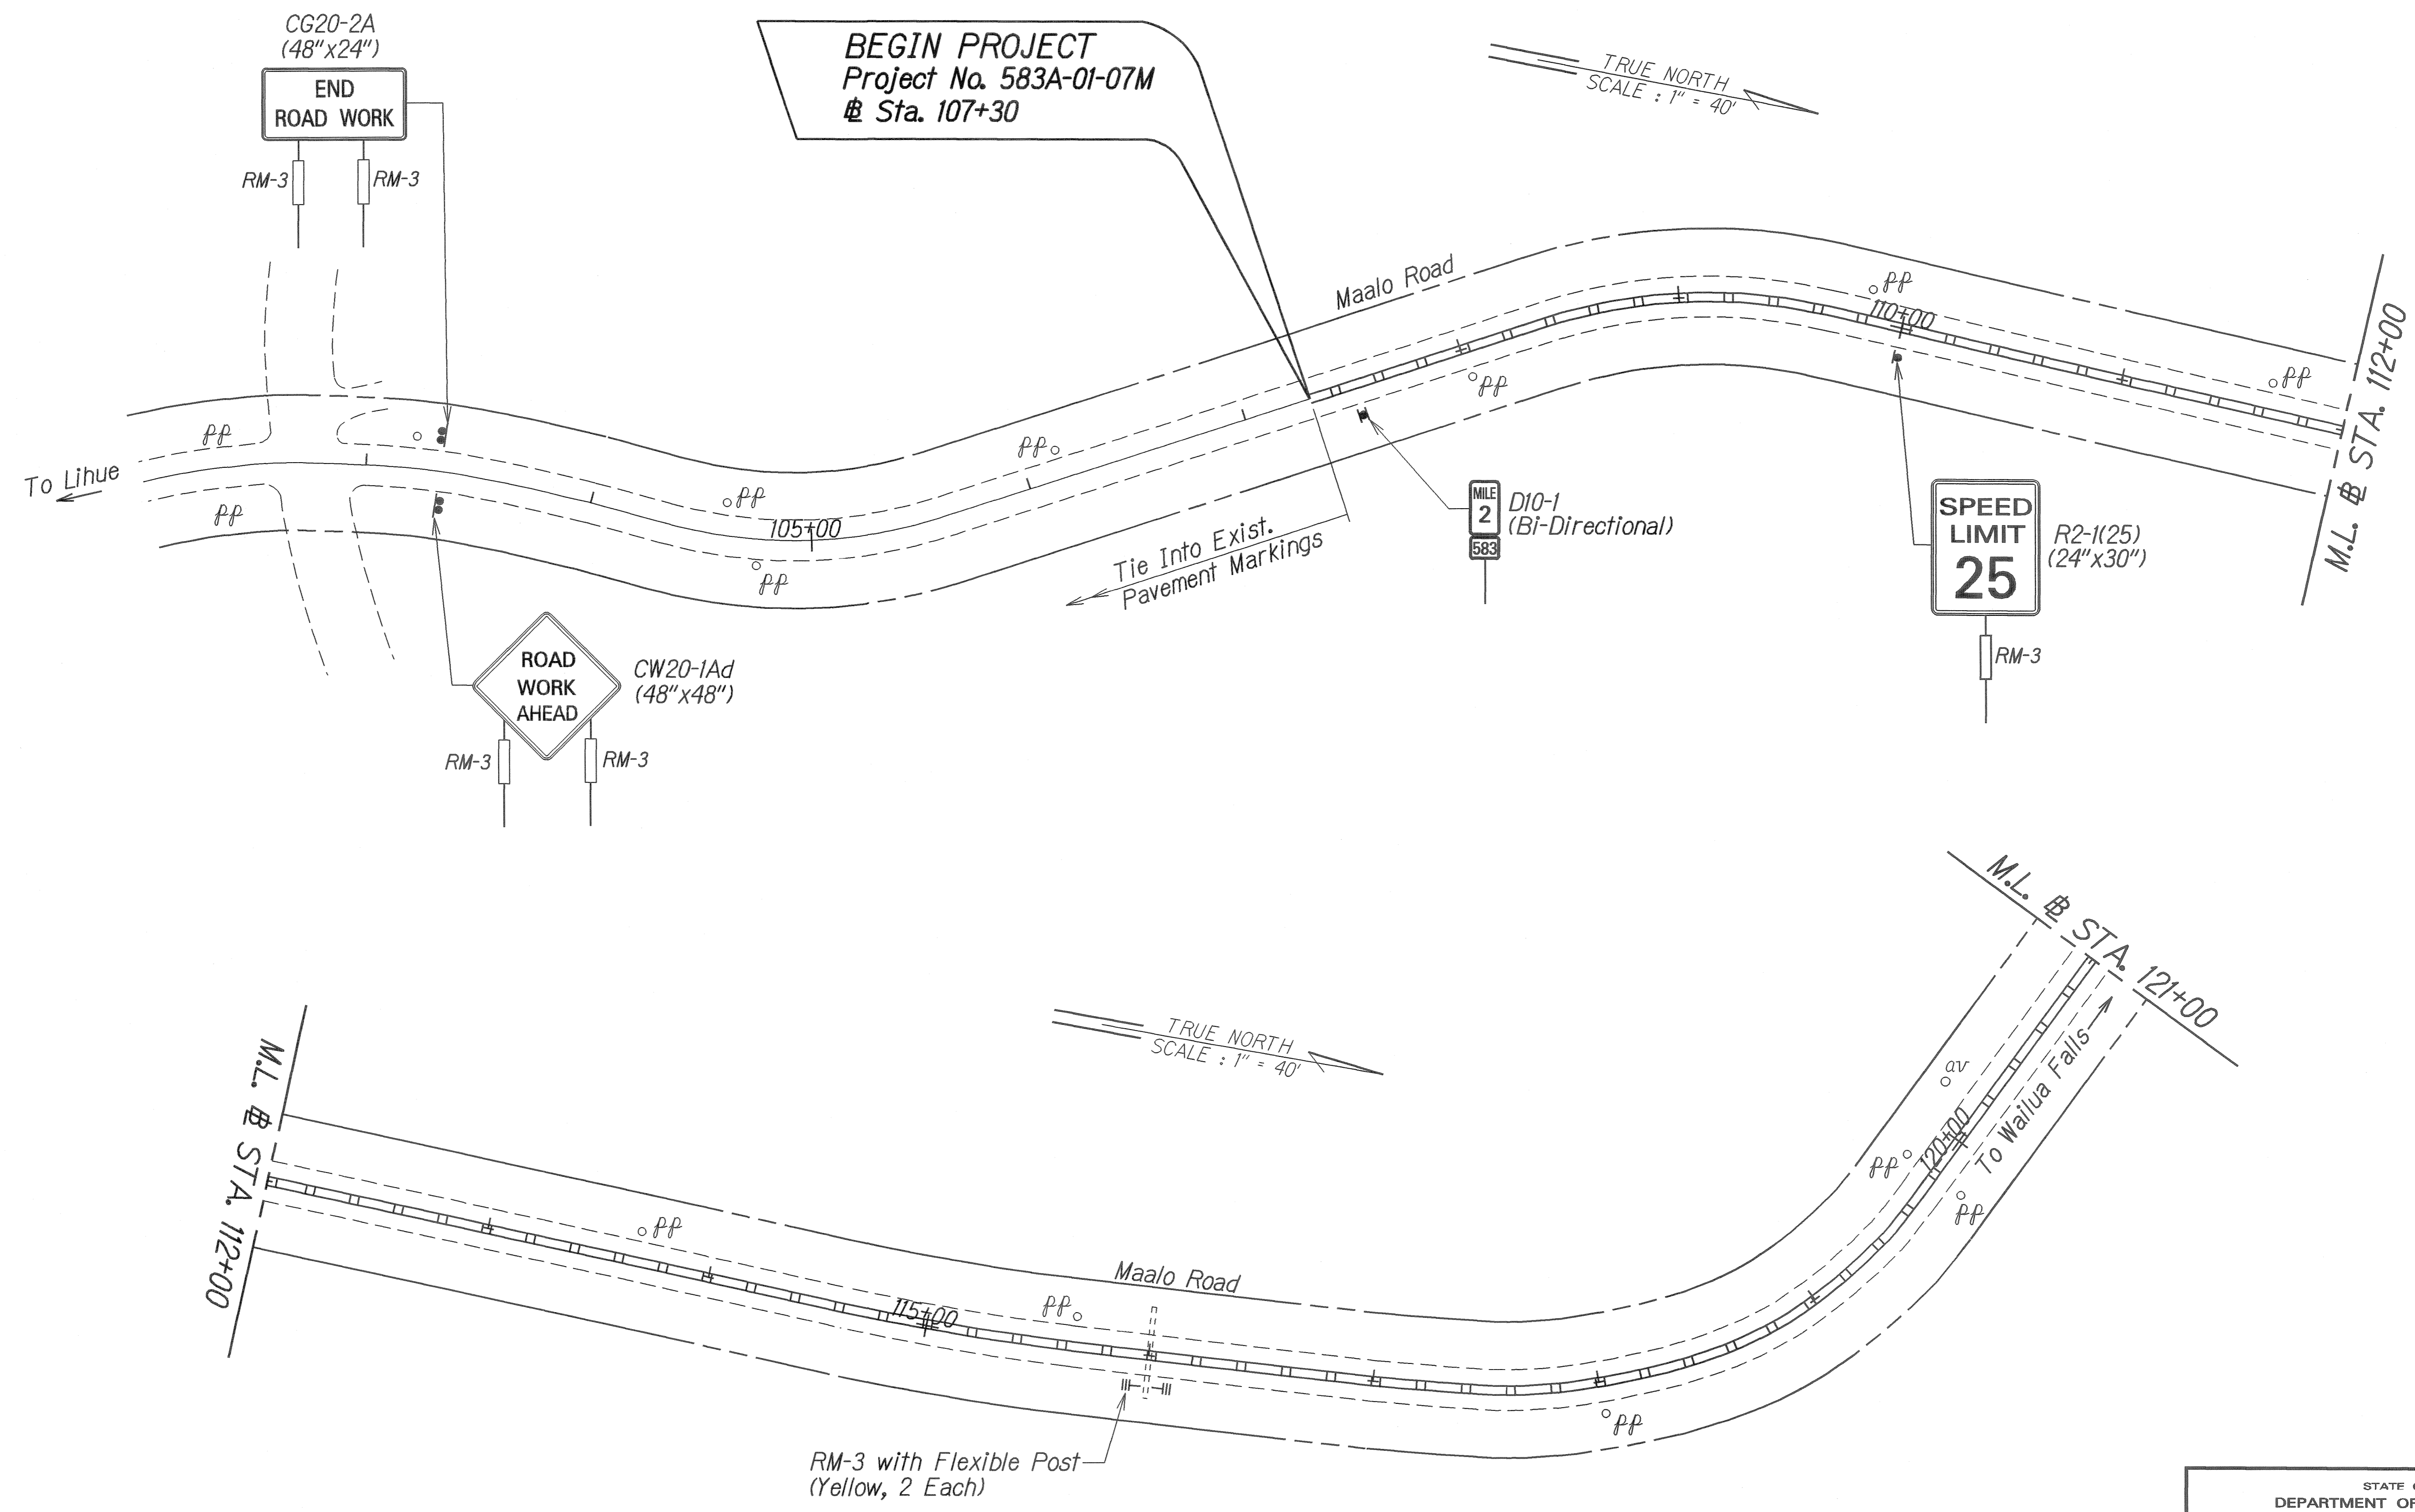 CG20-2A
(48"x24")
END
ROAD WORK
RM-3
RM-3
BEGIN PROJECT
Project No. 583A-01-07M
℄ Sta. 107+30
TRUE NORTH
SCALE : 1" = 40'
Maalo Road
pp
110+00
pp
pp
M.L. ℄ STA. 112+00
pp
pp
To Lihue
pp
pp
105+00
pp
Tie Into Exist.
Pavement Markings
MILE
2
583
D10-1
(Bi-Directional)
SPEED
LIMIT
25
R2-1(25)
(24"x30")
RM-3
ROAD
WORK
AHEAD
CW20-1Ad
(48"x48")
RM-3
RM-3
M.L. ℄ STA. 121+00
M.L. ℄ STA. 112+00
TRUE NORTH
SCALE : 1" = 40'
av
To Wailua Falls
120+00
pp
pp
pp
Maalo Road
pp
115+00
pp
RM-3 with Flexible Post
(Yellow, 2 Each)
STATE
DEPARTMENT OF